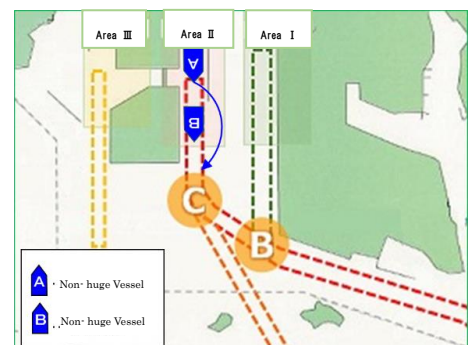 Area Ⅲ
Area Ⅱ
Area Ⅰ
A
B
C
B
A · Non- huge Vessel
B ..Non- huge Vessel